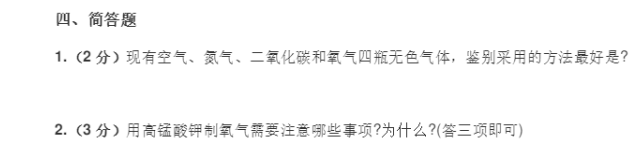 四、简答题
1.（2 分）现有空气、氮气、二氧化碳和氧气四瓶无色气体，鉴别采用的方法最好是?
2.（3 分）用高锰酸钾制氧气需要注意哪些事项?为什么?(答三项即可)